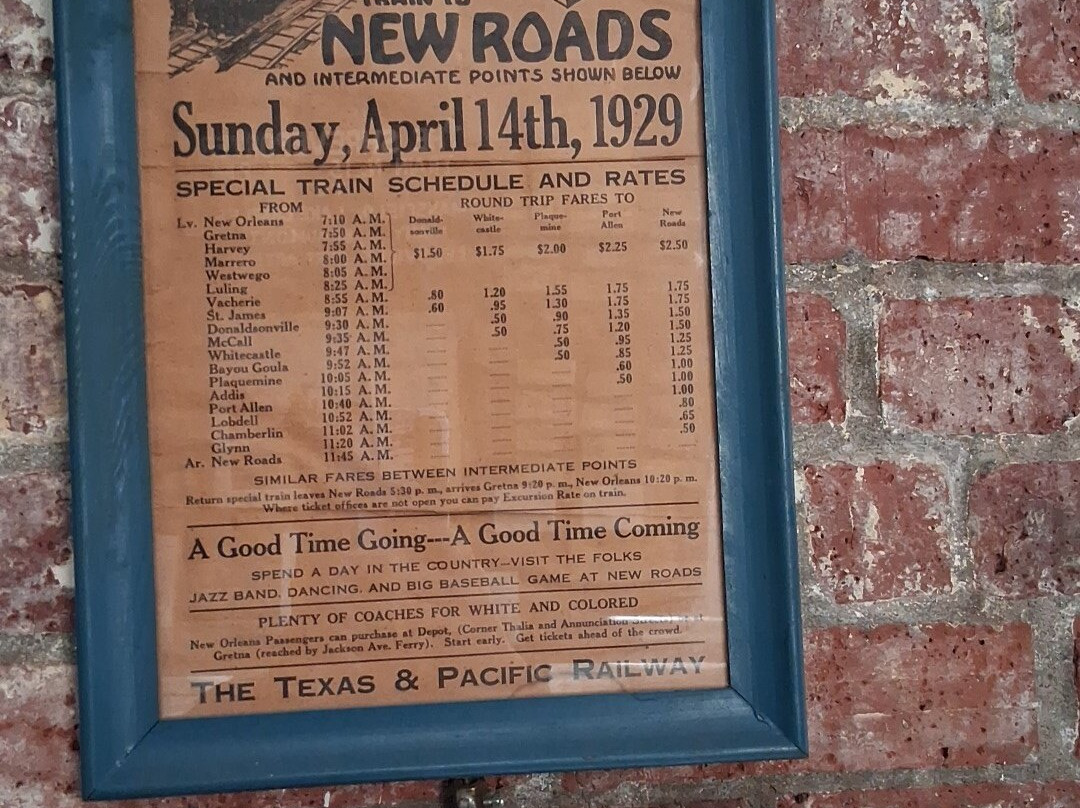 TRAIN TO
NEW ROADS
AND INTERMEDIATE POINTS SHOWN BELOW
Sunday, April 14th, 1929
SPECIAL TRAIN SCHEDULE AND RATES
FROM ROUND TRIP FARES TO
Donald- White- Plaque- Port New
sonville castle mine Allen Roads
Lv. New Orleans 7:10 A. M.
Gretna 7:50 A. M.
Harvey 7:55 A. M. $1.50 $1.75 $2.00 $2.25 $2.50
Marrero 8:00 A. M.
Westwego 8:05 A. M.
Luling 8:25 A. M.
Vacherie 8:55 A. M. .80 1.20 1.55 1.75 1.75
St. James 9:07 A. M. .60 .95 1.30 1.75 1.75
Donaldsonville 9:30 A. M. — .50 .90 1.35 1.50
McCall 9:35 A. M. — .50 .75 1.20 1.50
Whitecastle 9:47 A. M. — — .50 .95 1.25
Bayou Goula 9:52 A. M. — — .50 .85 1.25
Plaquemine 10:05 A. M. — — — .60 1.00
Addis 10:15 A. M. — — — .50 1.00
Port Allen 10:40 A. M. — — — — 1.00
Lobdell 10:52 A. M. — — — — .80
Chamberlin 11:02 A. M. — — — — .65
Glynn 11:20 A. M. — — — — .50
Ar. New Roads 11:45 A. M. — — — — —
SIMILAR FARES BETWEEN INTERMEDIATE POINTS
Return special train leaves New Roads 5:30 p. m., arrives Gretna 9:20 p. m., New Orleans 10:20 p. m.
Where ticket offices are not open you can pay Excursion Rate on train.
A Good Time Going---A Good Time Coming
SPEND A DAY IN THE COUNTRY—VISIT THE FOLKS
JAZZ BAND, DANCING, AND BIG BASEBALL GAME AT NEW ROADS
PLENTY OF COACHES FOR WHITE AND COLORED
New Orleans Passengers can purchase at Depot, (Corner Thalia and Annunciation Streets)
Gretna (reached by Jackson Ave. Ferry). Start early. Get tickets ahead of the crowd.
THE TEXAS & PACIFIC RAILWAY